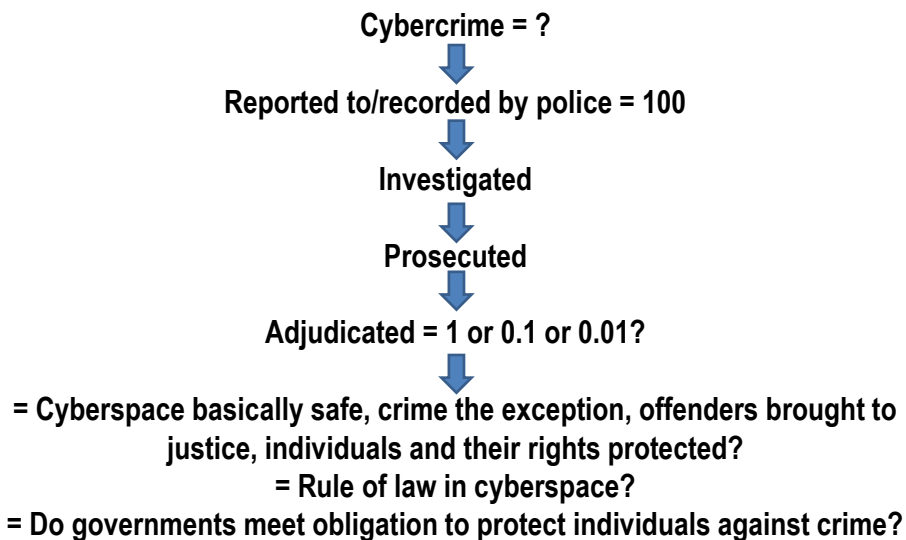 Cybercrime = ?
Reported to/recorded by police = 100
Investigated
Prosecuted
Adjudicated = 1 or 0.1 or 0.01?
= Cyberspace basically safe, crime the exception, offenders brought to
justice, individuals and their rights protected?
= Rule of law in cyberspace?
= Do governments meet obligation to protect individuals against crime?